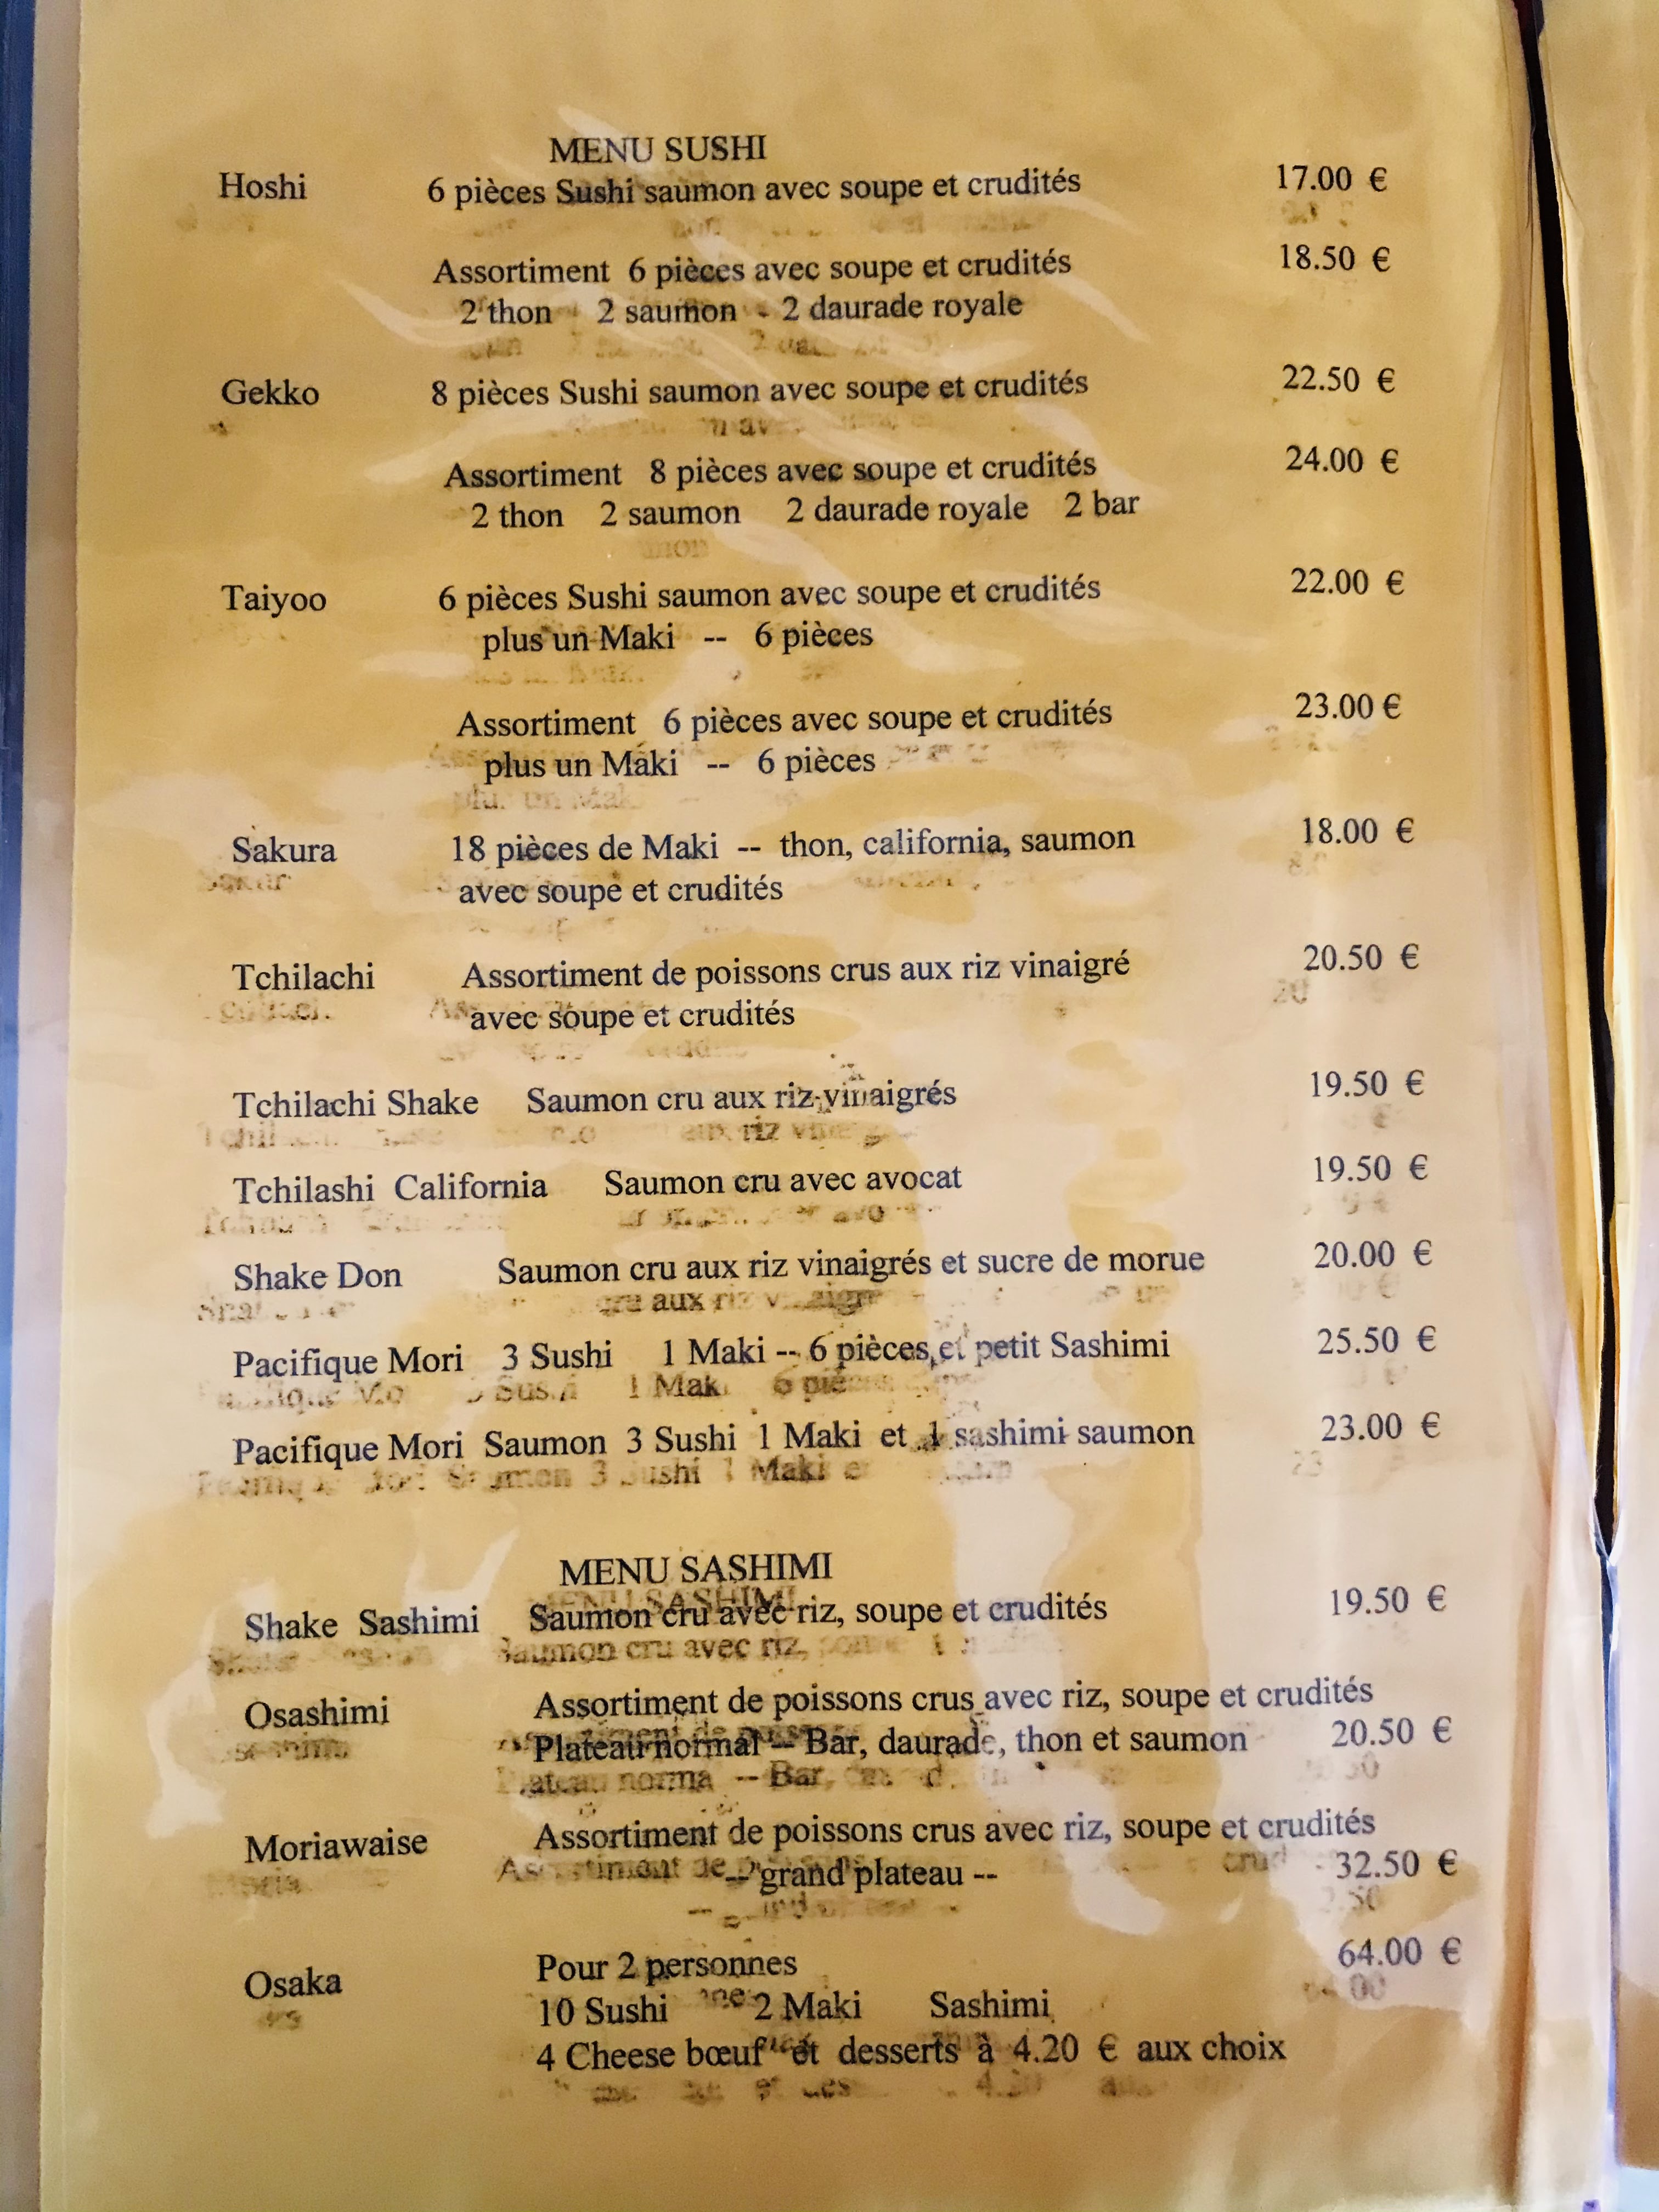 MENU SUSHI
Hoshi 6 pièces Sushi saumon avec soupe et crudités 17.00 €
Assortiment 6 pièces avec soupe et crudités 18.50 €
2 thon 2 saumon - 2 daurade royale
Gekko 8 pièces Sushi saumon avec soupe et crudités 22.50 €
Assortiment 8 pièces avec soupe et crudités 24.00 €
2 thon 2 saumon 2 daurade royale 2 bar
Taiyoo 6 pièces Sushi saumon avec soupe et crudités 22.00 €
plus un Maki -- 6 pièces
Assortiment 6 pièces avec soupe et crudités 23.00 €
plus un Maki -- 6 pièces
Sakura 18 pièces de Maki -- thon, california, saumon 18.00 €
avec soupe et crudités
Tchilachi Assortiment de poissons crus aux riz vinaigré 20.50 €
avec soupe et crudités
Tchilachi Shake Saumon cru aux riz vinaigrés 19.50 €
Tchilashi California Saumon cru avec avocat 19.50 €
Shake Don Saumon cru aux riz vinaigrés et sucre de morue 20.00 €
Pacifique Mori 3 Sushi 1 Maki -- 6 pièces et petit Sashimi 25.50 €
Pacifique Mori Saumon 3 Sushi 1 Maki et 1 sashimi saumon 23.00 €
MENU SASHIMI
Shake Sashimi Saumon cru avec riz, soupe et crudités 19.50 €
Osashimi Assortiment de poissons crus avec riz, soupe et crudités
Plateau normal -- Bar, daurade, thon et saumon 20.50 €
Moriawaise Assortiment de poissons crus avec riz, soupe et crudités
-- grand plateau -- 32.50 €
Osaka Pour 2 personnes 64.00 €
10 Sushi 2 Maki Sashimi
4 Cheese bœuf et desserts à 4.20 € aux choix